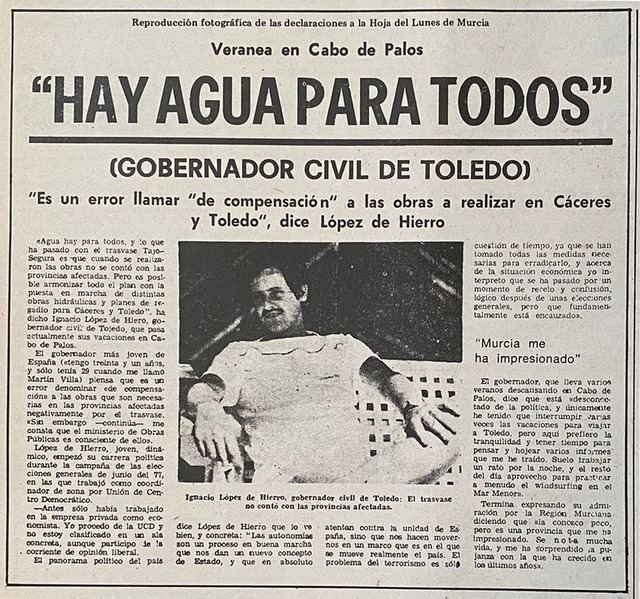 Reproducción fotográfica de las declaraciones a la Hoja del Lunes de Murcia
Veranea en Cabo de Palos
“HAY AGUA PARA TODOS”
(GOBERNADOR CIVIL DE TOLEDO)
“Es un error llamar “de compensación” a las obras a realizar en Cáceres
y Toledo”, dice López de Hierro
«Agua hay para todos, y lo que
ha pasado con el trasvase Tajo-
Segura es que cuando se realiza-
ron las obras no se contó con las
provincias afectadas. Pero es posi-
ble armonizar todo el plan con la
puesta en marcha de distintas
obras hidráulicas y planes de re-
gadío para Cáceres y Toledo», ha
dicho Ignacio López de Hiero, go-
bernador civil de Toledo, que pasa
actualmente sus vacaciones en Ca-
bo de Palos.
El gobernador más joven de
España («tengo treinta y un años,
y sólo tenía 29 cuando me llamó
Martín Villa) piensa que es un
error denominar «de compensa-
ción» a las obras que son necesa-
rias en las provincias afectadas
negativamente por el trasvase.
«Sin embargo —continúa— me
consta que el ministerio de Obras
Públicas es consciente de ello».
López de Hierro, joven, diná-
mico, empezó su carrera política
durante la campaña de las elec-
ciones generales de junio del 77,
en las que trabajó como coordi-
nador de zona por Unión de Cen-
tro Democrático.
—Antes sólo había trabajado
en la empresa privada como eco-
nomista. Yo procedo de la UCD y
no estoy clasificado en un ala
concreta, aunque participo de la
corriente de opinión liberal.
El panorama político del país
Ignacio López de Hierro, gobernador civil de Toledo: El trasvase
no contó con las provincias afectadas.
dice López de Hierro que lo ve
bien, y concreta: “Las autonomías
son un proceso en buena marcha
que nos dan un nuevo concepto
de Estado, y que en absoluto
atentan contra la unidad de Es-
paña, sino que nos hacen mover-
nos en un marco que es en el que
se mueve realmente el país. El
problema del terrorismo es sólo
cuestión de tiempo, ya que se han
tomado todas las medidas nece-
sarias para erradicarlo, y acerca
de la situación económica yo in-
terpreto que se ha pasado por un
momento de recelo y confusión,
lógico después de unas elecciones
generales, pero que fundamen-
talmente está encauzado».
“Murcia me
ha impresionado”
El gobernador, que lleva varios
veranos descansando en Cabo de
Palos, dice que está «desconec-
tado de la política, y únicamente
he tenido que interrumpir varias
veces las vacaciones para viajar
a Toledo, pero aquí prefiero la
tranquilidad y tener tiempo para
pensar y hojear varios informes
que me he traído. Suelo trabajar
un rato por la noche, y el resto
del día aprovecho para practicar
a menudo el windsurfing en el
Mar Menor».
Termina expresando su admi-
ración por la Región Murciana
diciendo que «la conozco poco,
pero es una provincia que me ha
impresionado. Se nota mucha
vida, y me ha sorprendido la pu-
janza con la que ha crecido en
los últimos años».